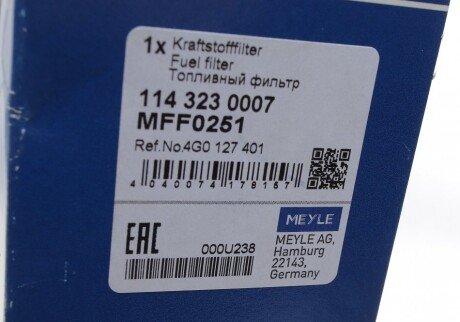 1x Kraftstofffilter
Fuel filter
Топливный фильтр
114 323 0007
MFF0251
Ref.No.4G0 127 401
4 040074 178157
EAC
000U238
MEYLE
MEYLE AG,
Hamburg
22143,
Germany